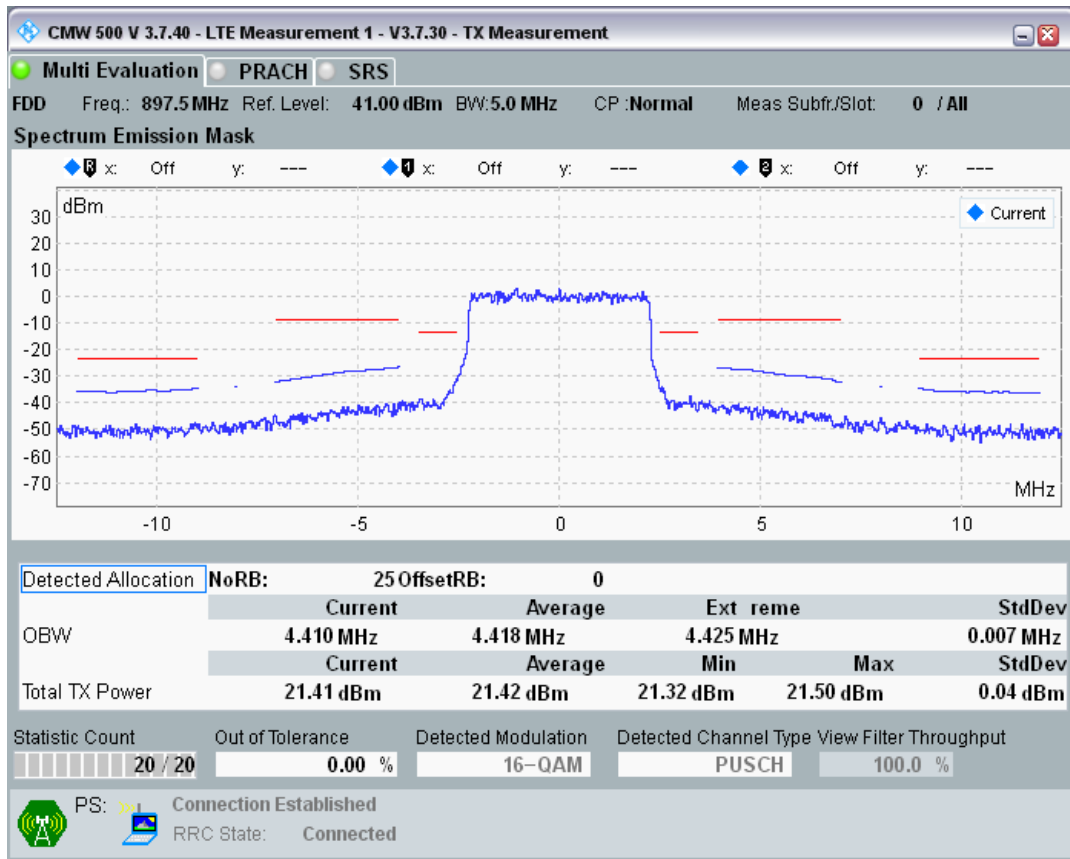 CMW 500 V 3.7.40 - LTE Measurement 1 - V3.7.30 - TX Measurement
Multi Evaluation PRACH SRS
FDD Freq.: 897.5 MHz Ref. Level: 41.00 dBm BW: 5.0 MHz CP : Normal Meas Subfr./Slot: 0 / All
Spectrum Emission Mask
R x: Off y: --- 1 x: Off y: --- 2 x: Off y: ---
dBm
Current
30
20
10
0
-10
-20
-30
-40
-50
-60
-70
MHz
-10 -5 0 5 10
Detected Allocation NoRB: 25 OffsetRB: 0
Current Average Ext reme StdDev
OBW 4.410 MHz 4.418 MHz 4.425 MHz 0.007 MHz
Current Average Min Max StdDev
Total TX Power 21.41 dBm 21.42 dBm 21.32 dBm 21.50 dBm 0.04 dBm
Statistic Count Out of Tolerance Detected Modulation Detected Channel Type View Filter Throughput
20 / 20 0.00 % 16-QAM PUSCH 100.0 %
PS: Connection Established
RRC State: Connected